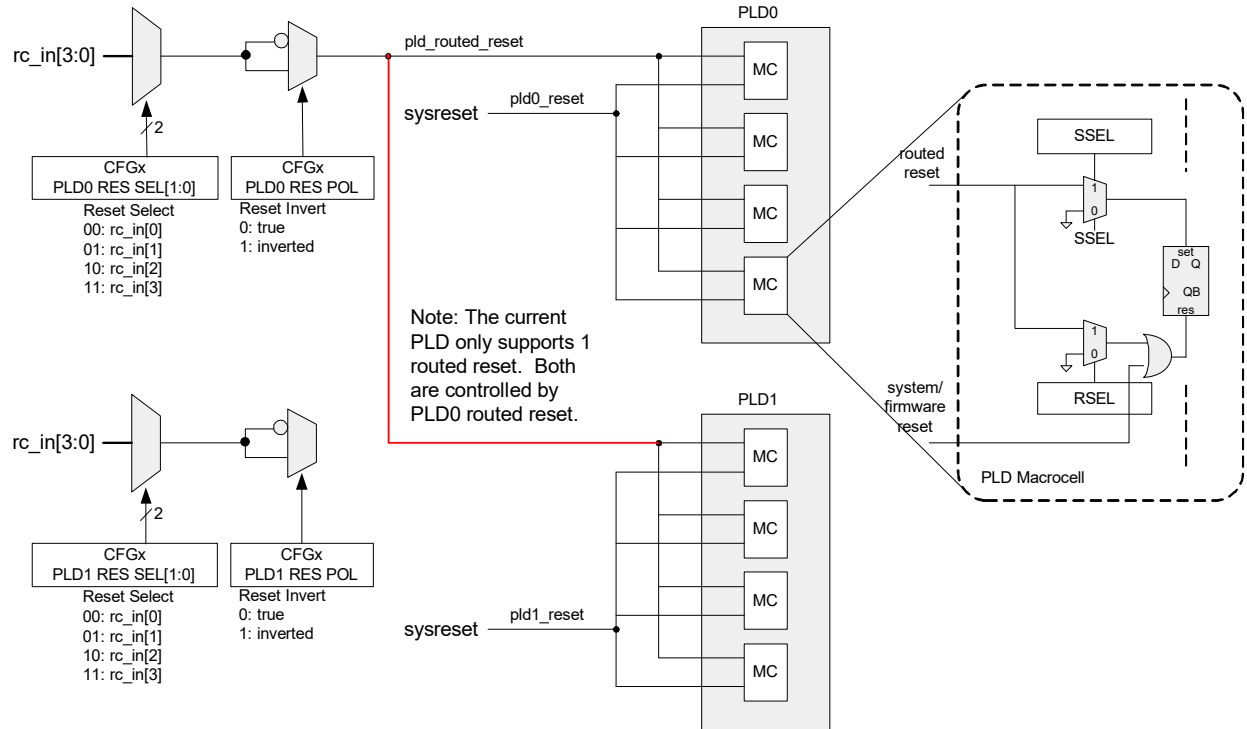 PLD0
rc_in[3:0]
pld_routed_reset
MC
sysreset
pld0_reset
MC
MC
MC
2
CFGx
PLD0 RES SEL[1:0]
Reset Select
00: rc_in[0]
01: rc_in[1]
10: rc_in[2]
11: rc_in[3]
CFGx
PLD0 RES POL
Reset Invert
0: true
1: inverted
Note: The current
PLD only supports 1
routed reset.  Both
are controlled by
PLD0 routed reset.
routed
reset
SSEL
1
0
SSEL
set
D Q
QB
res
1
0
RSEL
system/
firmware
reset
PLD Macrocell
PLD1
rc_in[3:0]
MC
MC
MC
MC
2
CFGx
PLD1 RES SEL[1:0]
Reset Select
00: rc_in[0]
01: rc_in[1]
10: rc_in[2]
11: rc_in[3]
CFGx
PLD1 RES POL
Reset Invert
0: true
1: inverted
sysreset
pld1_reset